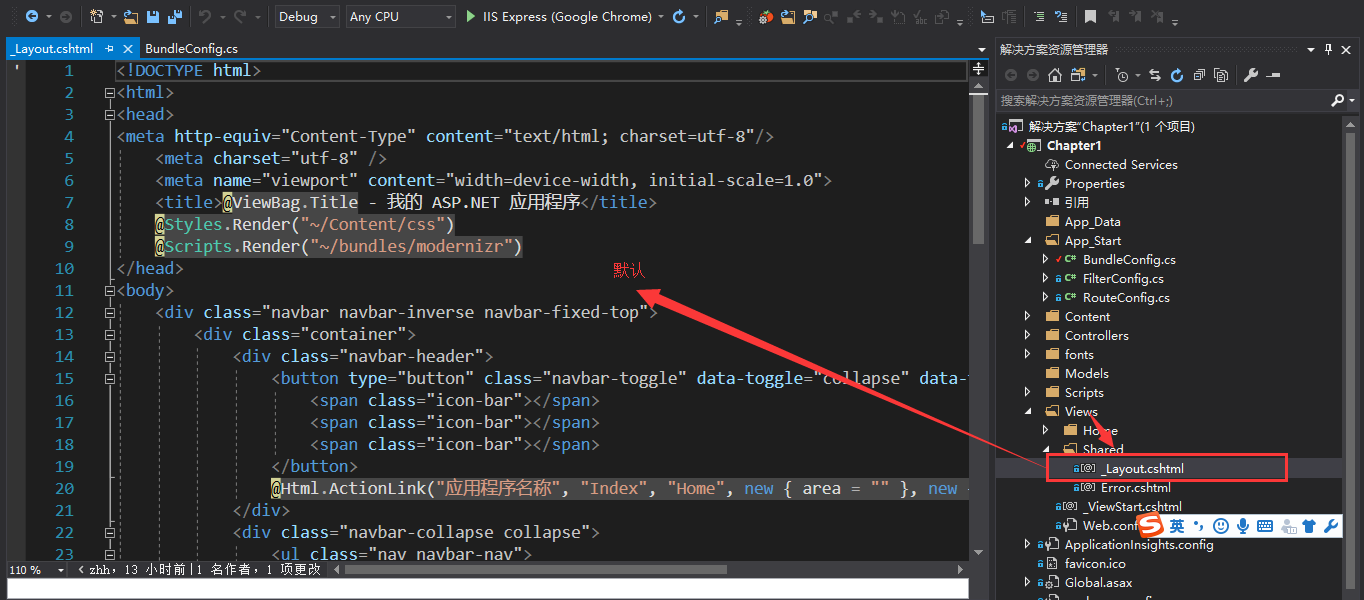 Debug Any CPU IIS Express (Google Chrome)
_Layout.cshtml BundleConfig.cs
1 <!DOCTYPE html>
2 <html>
3 <head>
4 <meta http-equiv="Content-Type" content="text/html; charset=utf-8"/>
5 <meta charset="utf-8" />
6 <meta name="viewport" content="width=device-width, initial-scale=1.0">
7 <title>@ViewBag.Title - 我的 ASP.NET 应用程序</title>
8 @Styles.Render("~/Content/css")
9 @Scripts.Render("~/bundles/modernizr")
10 </head>
默认
11 <body>
12 <div class="navbar navbar-inverse navbar-fixed-top">
13 <div class="container">
14 <div class="navbar-header">
15 <button type="button" class="navbar-toggle" data-toggle="collapse" data-
16 <span class="icon-bar"></span>
17 <span class="icon-bar"></span>
18 <span class="icon-bar"></span>
19 </button>
20 @Html.ActionLink("应用程序名称", "Index", "Home", new { area = "" }, new
21 </div>
22 <div class="navbar-collapse collapse">
23 <ul class="nav navbar-nav">
110 % zhh，13 小时前|1 名作者，1 项更改
解决方案资源管理器
搜索解决方案资源管理器(Ctrl+;)
解决方案"Chapter1"(1 个项目)
Chapter1
Connected Services
Properties
引用
App_Data
App_Start
C# BundleConfig.cs
C# FilterConfig.cs
C# RouteConfig.cs
Content
Controllers
fonts
Models
Scripts
Views
Home
Shared
_Layout.cshtml
Error.cshtml
_ViewStart.cshtml
Web.conf
英
ApplicationInsights.config
favicon.ico
Global.asax